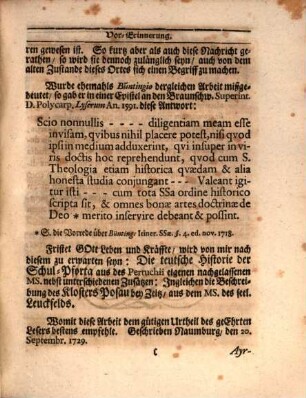 Vor-Erinnerung.
ren gewesen ist. So kurtz aber als auch diese Nachricht ge-
rathen / so wird sie dennoch zulänglich seyn / auch von dem
alten Zustande dieses Ortes sich einen Begriff zu machen.
Wurde ehemahls Büntingio dergleichen Arbeit mißge-
deutet / so gab er in einer Epistel an den Braunschw. Superint.
D. Polycarp. Lyserum An. 1591. diese Antwort:
Scio nonnullis - - - - diligentiam meam esse
invisam, qvibus nihil placere potest, nisi qvod
ipsi in medium adduxerint, qvi insuper in vi-
ris doctis hoc reprehendunt, qvod cum S.
Theologia etiam historica qvædam & alia
honesta studia conjungant - - - - Valeant igi-
tur isti - - - - cum tota SSa ordine historico
scripta sit, & omnes bonæ artes doctrinæ de
Deo * merito inservire debeant & possint.
* S. die Vorrede über Bünting. Itiner. SSæ. §. 4. ed. nov. 1718.
Fristet GOtt Leben und Kräffte / wird von mir nach
diesem zu erwarten seyn: Die teutsche Historie der
Schul-Pforta aus des Pertuchii eigenen nachgelassenen
MS. nebst unterschiedenen Zusätzen; Ingleichen die Beschrei-
bung des Klosters Posau bey Zeitz / aus dem MS. des seel.
Leuckfelds.
Womit diese Arbeit dem gütigen Urtheil des geEhrten
Lesers bestens empfehle. Geschrieben Naumburg / den 20.
Septembr. 1729.
c
Ayr-